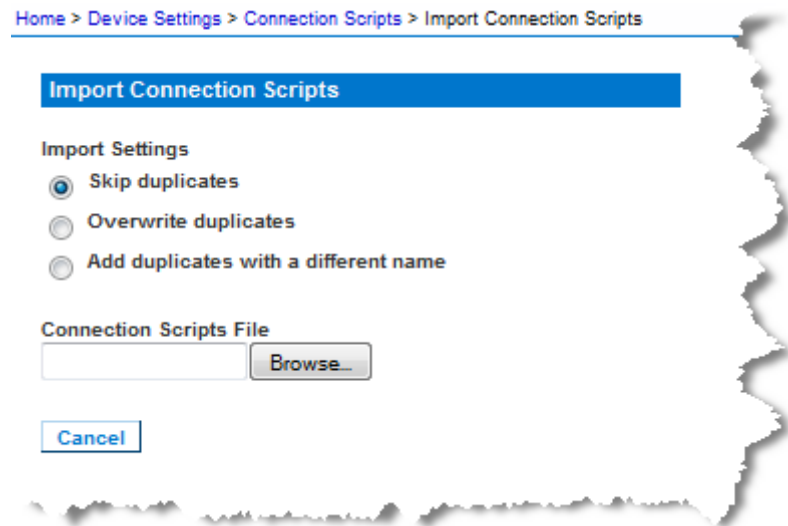 Home > Device Settings > Connection Scripts > Import Connection Scripts
Import Connection Scripts
Import Settings
Skip duplicates
Overwrite duplicates
Add duplicates with a different name
Connection Scripts File
Browse...
Cancel